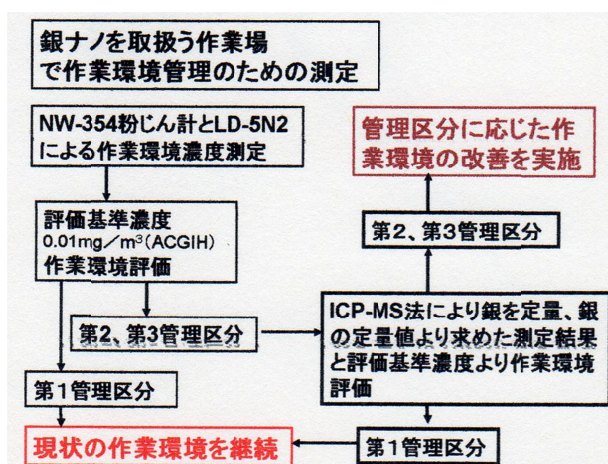 銀ナノを取扱う作業場
で作業環境管理のための測定
NW-354粉じん計とLD-5N2
による作業環境濃度測定
評価基準濃度
0.01mg/m³(ACGIH)
作業環境評価
第2、第3管理区分
第1管理区分
現状の作業環境を継続
管理区分に応じた作
業環境の改善を実施
第2、第3管理区分
ICP-MS法により銀を定量、銀
の定量値より求めた測定結果
と評価基準濃度より作業環境
評価
第1管理区分